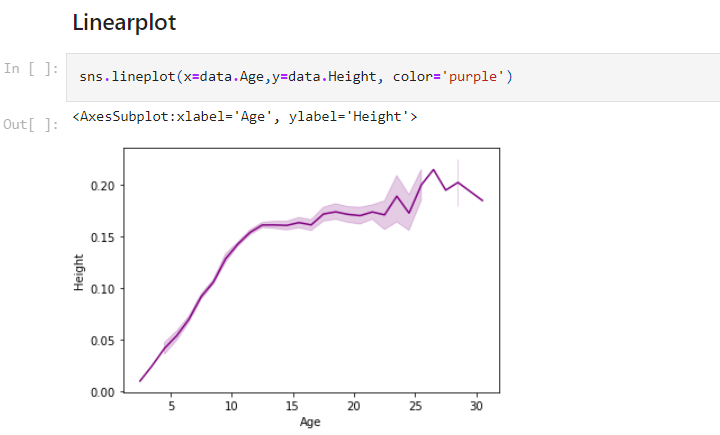 Linearplot
In [ ]:
sns.lineplot(x=data.Age,y=data.Height, color='purple')
Out[ ]:
<AxesSubplot:xlabel='Age', ylabel='Height'>
0.20
0.15
0.10
0.05
0.00
Height
5 10 15 20 25 30
Age